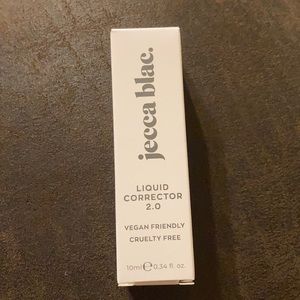 jecca blac.
LIQUID
CORRECTOR
2.0
VEGAN FRIENDLY
CRUELTY FREE
10ml ℮ 0.34 fl. oz.